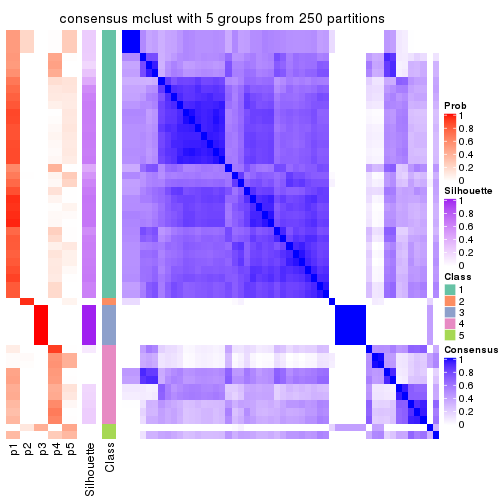 consensus mclust with 5 groups from 250 partitions
p1
p2
p3
p4
p5
Silhouette
Class
Prob
1
0.8
0.6
0.4
0.2
0
Silhouette
1
0.8
0.6
0.4
0.2
0
Class
1
2
3
4
5
Consensus
1
0.8
0.6
0.4
0.2
0